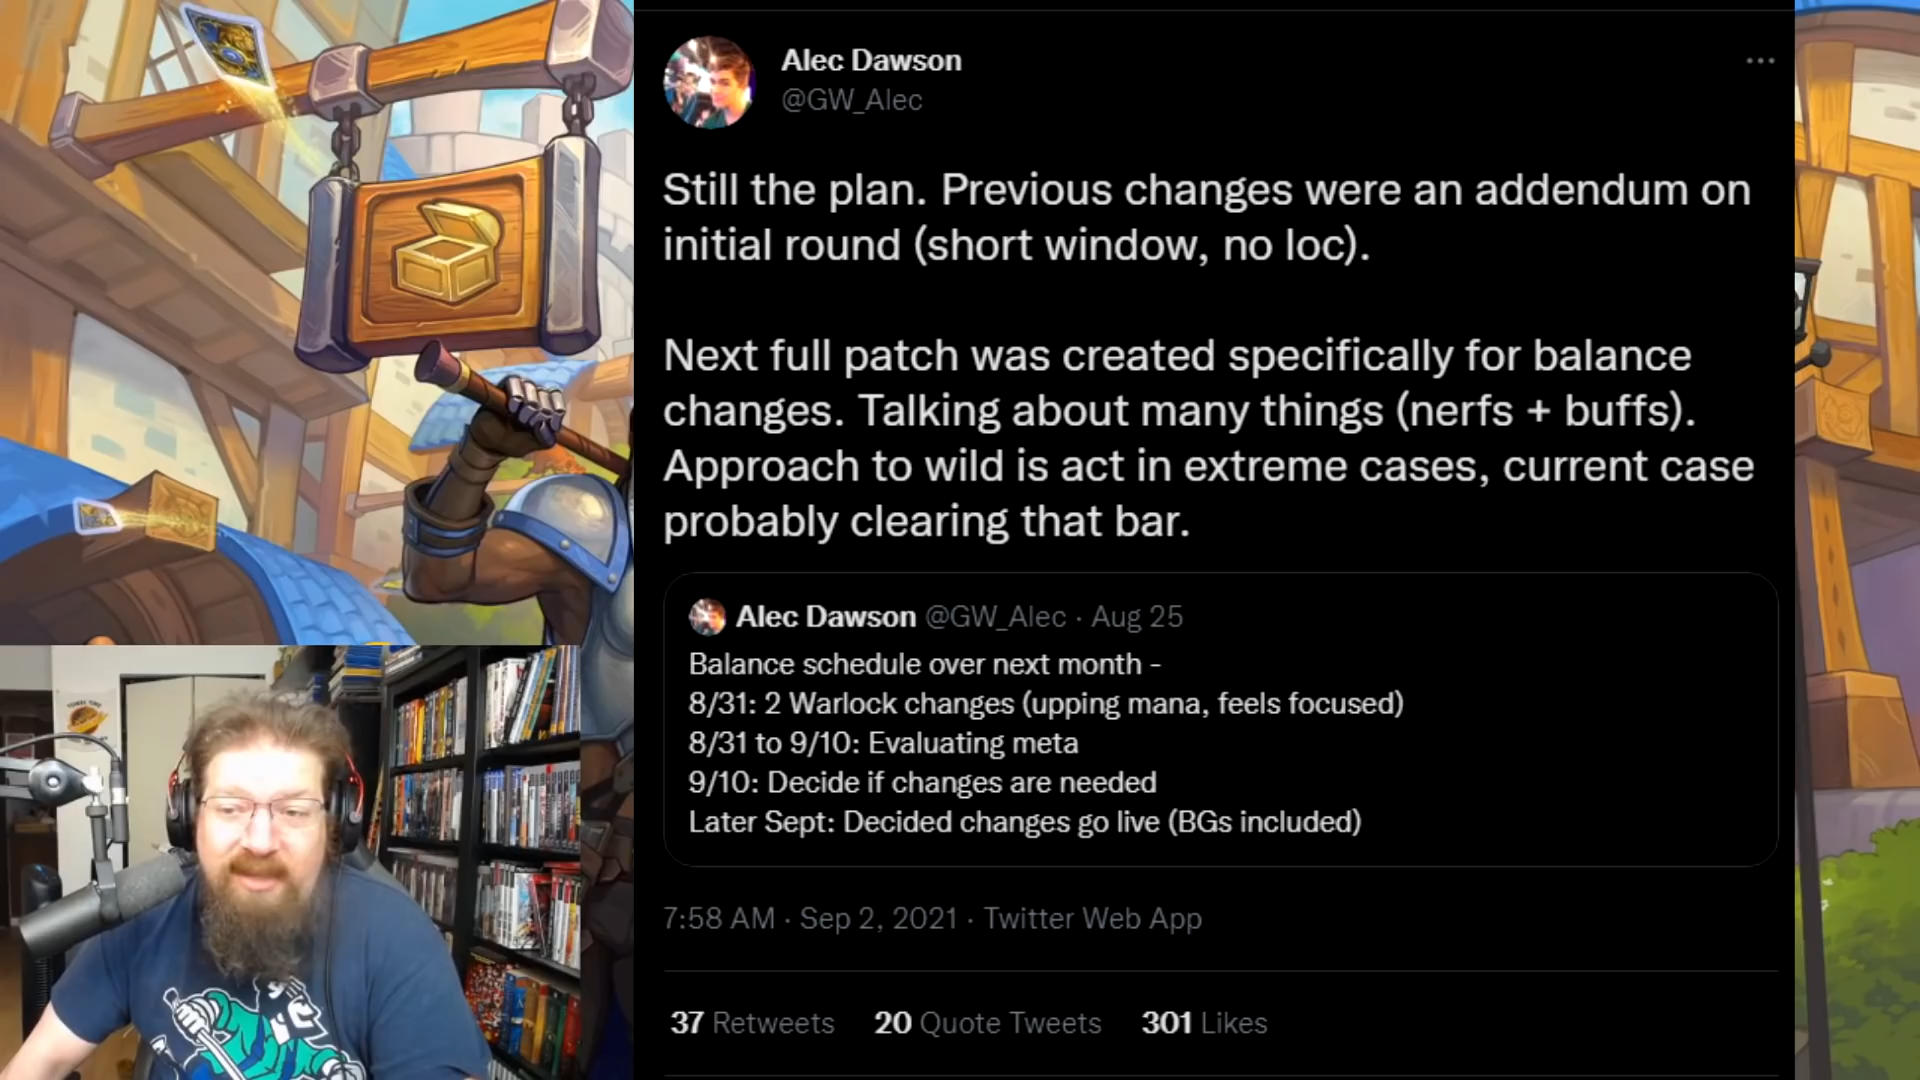 Alec Dawson
@GW_Alec
Still the plan. Previous changes were an addendum on
initial round (short window, no loc).
Next full patch was created specifically for balance
changes. Talking about many things (nerfs + buffs).
Approach to wild is act in extreme cases, current case
probably clearing that bar.
Alec Dawson @GW_Alec · Aug 25
Balance schedule over next month -
8/31: 2 Warlock changes (upping mana, feels focused)
8/31 to 9/10: Evaluating meta
9/10: Decide if changes are needed
Later Sept: Decided changes go live (BGs included)
7:58 AM · Sep 2, 2021 · Twitter Web App
37 Retweets 20 Quote Tweets 301 Likes